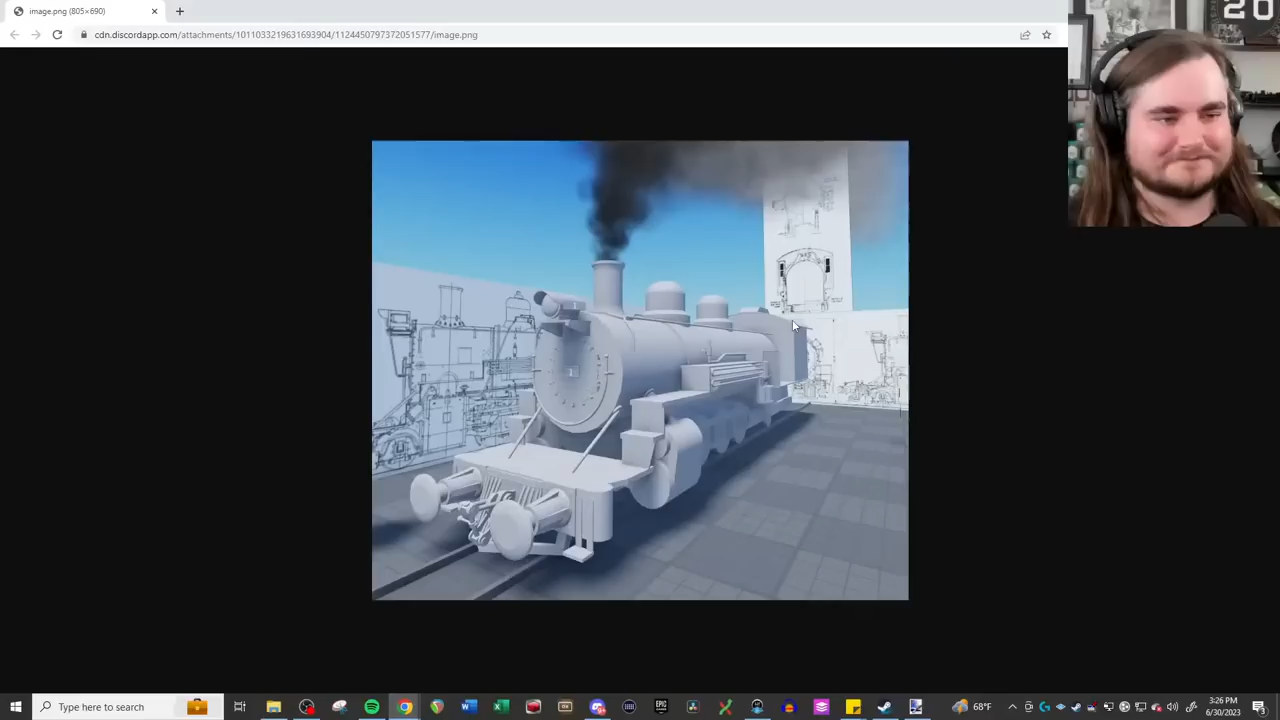 image.png (805×690)
cdn.discordapp.com/attachments/1011033219631693904/1124450797372051577/image.png
20
Type here to search
68°F
3:26 PM
6/30/2023